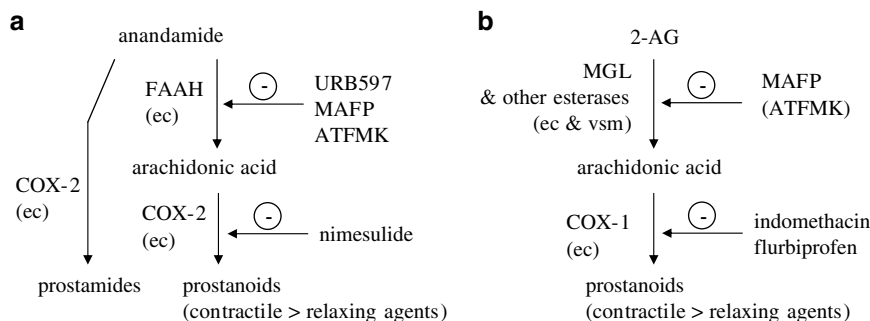 a
anandamide
FAAH
(ec)
-
URB597
MAFP
ATFMK
arachidonic acid
COX-2
(ec)
COX-2
(ec)
-
nimesulide
prostamides
prostanoids
(contractile > relaxing agents)
b
2-AG
MGL
& other esterases
(ec & vsm)
-
MAFP
(ATFMK)
arachidonic acid
COX-1
(ec)
-
indomethacin
flurbiprofen
prostanoids
(contractile > relaxing agents)